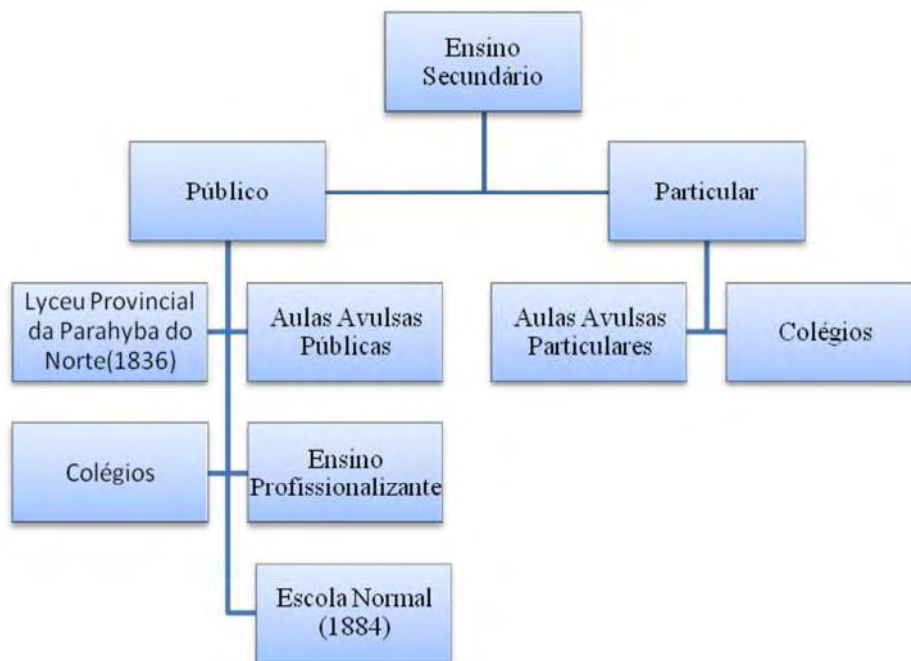 Ensino
Secundário
Público
Particular
Lyceu Provincial
da Parahyba do
Norte(1836)
Aulas Avulsas
Públicas
Aulas Avulsas
Particulares
Colégios
Colégios
Ensino
Profissionalizante
Escola Normal
(1884)